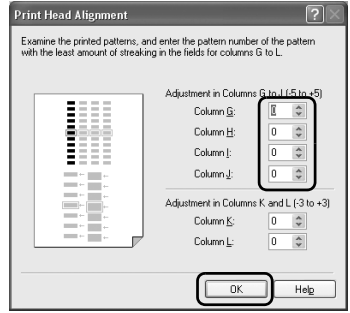 Print Head Alignment
Examine the printed patterns, and enter the pattern number of the pattern
with the least amount of streaking in the fields for columns G to L.
Adjustment in Columns G to J (-5 to +5)
Column G: 0
Column H: 0
Column I: 0
Column J: 0
Adjustment in Columns K and L (-3 to +3)
Column K: 0
Column L: 0
OK Help